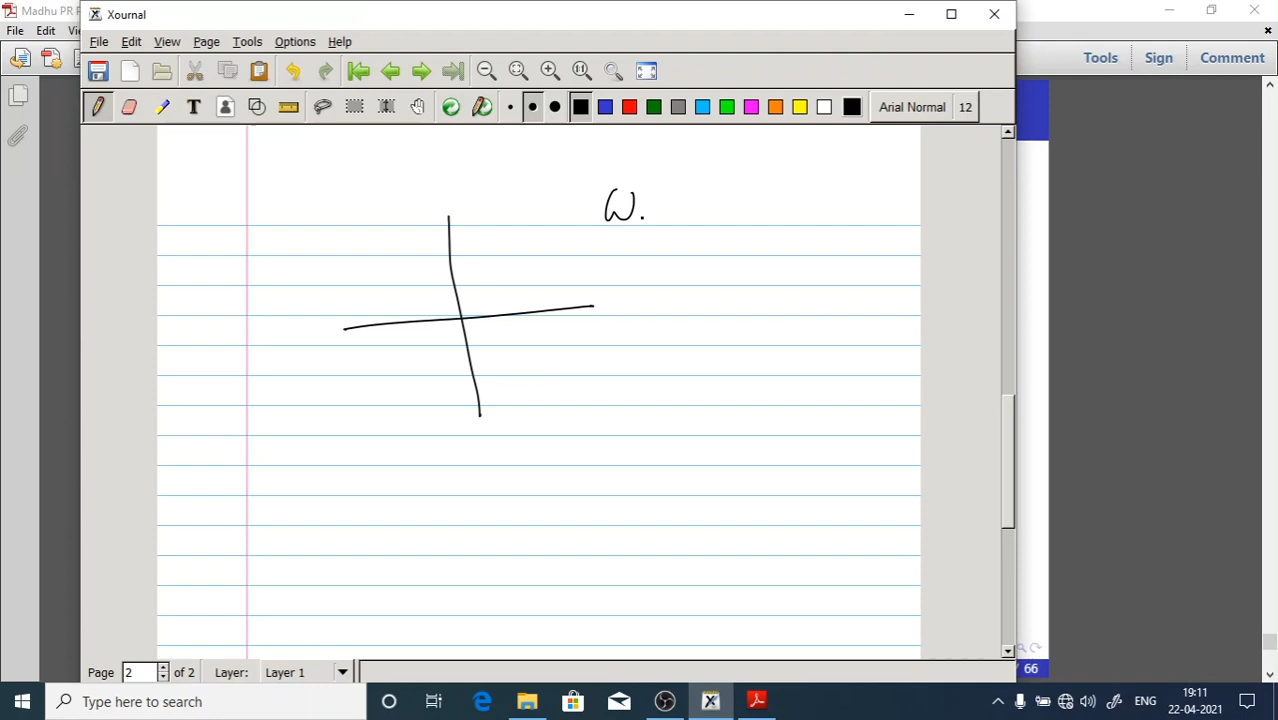 Madhu PR P
Xournal
File Edit Vi
File Edit View Page Tools Options Help
Tools Sign Comment
T Arial Normal 12
ω.
Page 2 of 2 Layer: Layer 1
/ 66
Type here to search
ENG
19:11
22-04-2021